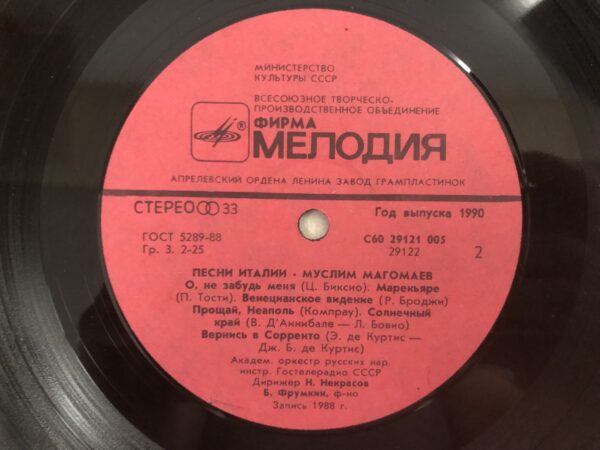 МИНИСТЕРСТВО
КУЛЬТУРЫ СССР
ВСЕСОЮЗНОЕ ТВОРЧЕСКО-
ПРОИЗВОДСТВЕННОЕ ОБЪЕДИНЕНИЕ
® ФИРМА
МЕЛОДИЯ
АПРЕЛЕВСКИЙ ОРДЕНА ЛЕНИНА ЗАВОД ГРАМПЛАСТИНОК
СТЕРЕО 33 Год выпуска 1990
ГОСТ 5289-88 С60 29121 005
Гр. 3. 2-25 29122 2
ПЕСНИ ИТАЛИИ · МУСЛИМ МАГОМАЕВ
О, не забудь меня (Ц. Биксио). Марекьяре
(П. Тости). Венецианское видение (Р. Броджи)
Прощай, Неаполь (Компрау). Солнечный
край (В. Д'Аннибале — Л. Бовио)
Вернись в Сорренто (Э. де Куртис —
Дж. Б. де Куртис)
Академ. оркестр русских нар.
инстр. Гостелерадио СССР
Дирижер Н. Некрасов
Б. Фрумкин, ф-но
Запись 1988 г.